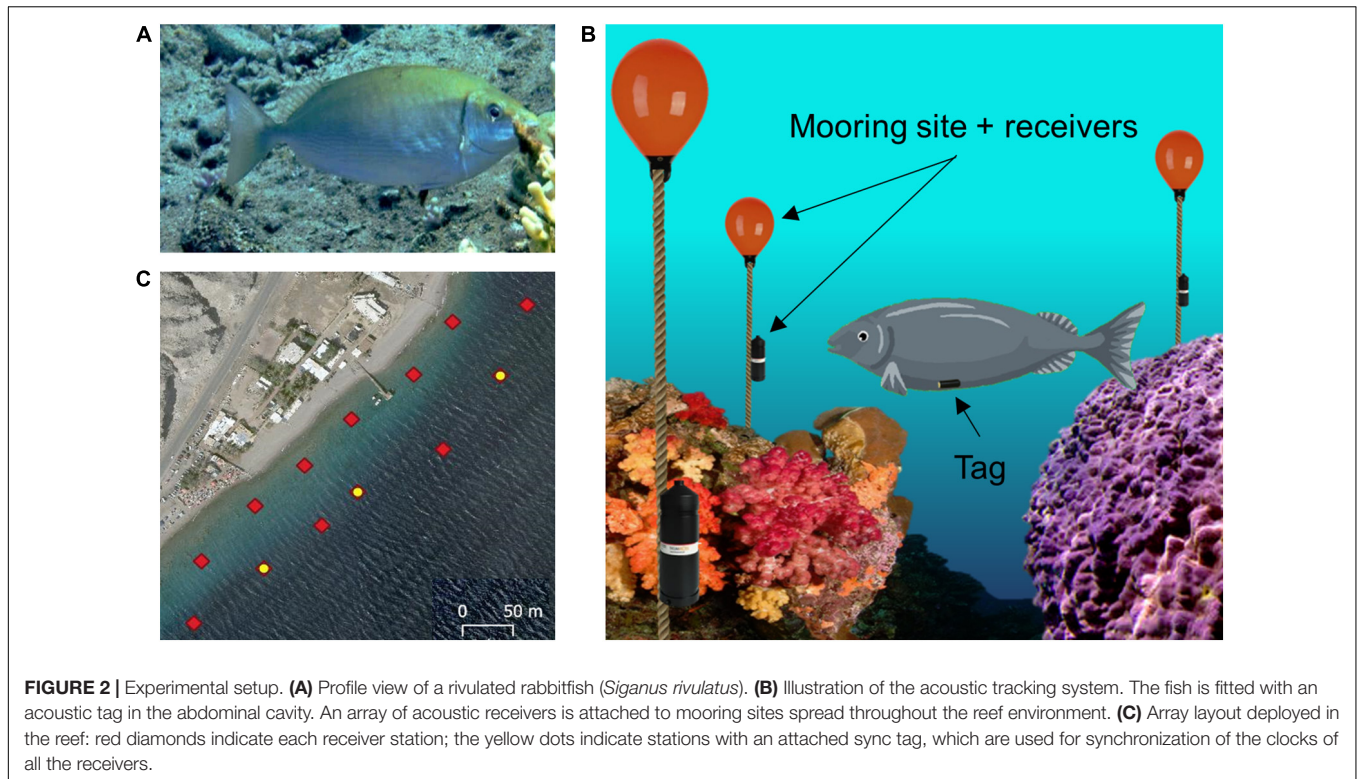 A
B
Mooring site + receivers
Tag
C
0 50 m
FIGURE 2 | Experimental setup. (A) Profile view of a rivulated rabbitfish (Siganus rivulatus). (B) Illustration of the acoustic tracking system. The fish is fitted with an
acoustic tag in the abdominal cavity. An array of acoustic receivers is attached to mooring sites spread throughout the reef environment. (C) Array layout deployed in
the reef: red diamonds indicate each receiver station; the yellow dots indicate stations with an attached sync tag, which are used for synchronization of the clocks of
all the receivers.